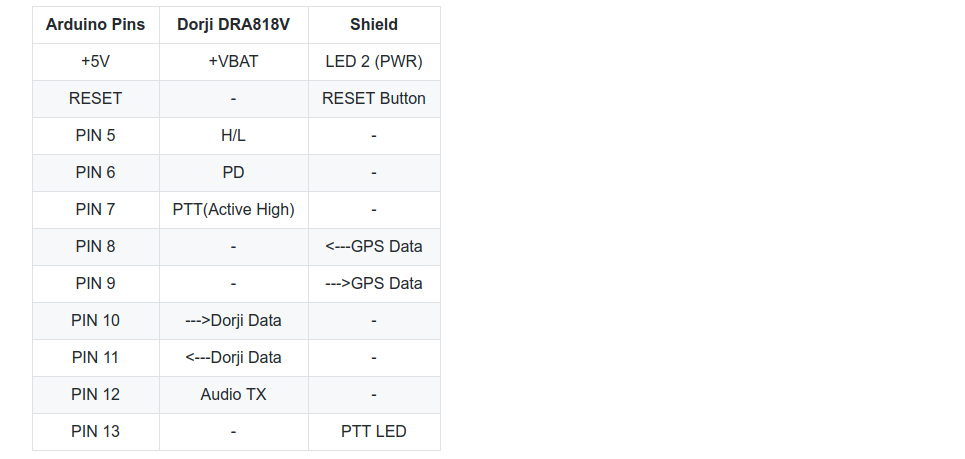 Arduino Pins Dorji DRA818V Shield
+5V +VBAT LED 2 (PWR)
RESET - RESET Button
PIN 5 H/L -
PIN 6 PD -
PIN 7 PTT(Active High) -
PIN 8 - <---GPS Data
PIN 9 - --->GPS Data
PIN 10 --->Dorji Data -
PIN 11 <---Dorji Data -
PIN 12 Audio TX -
PIN 13 - PTT LED